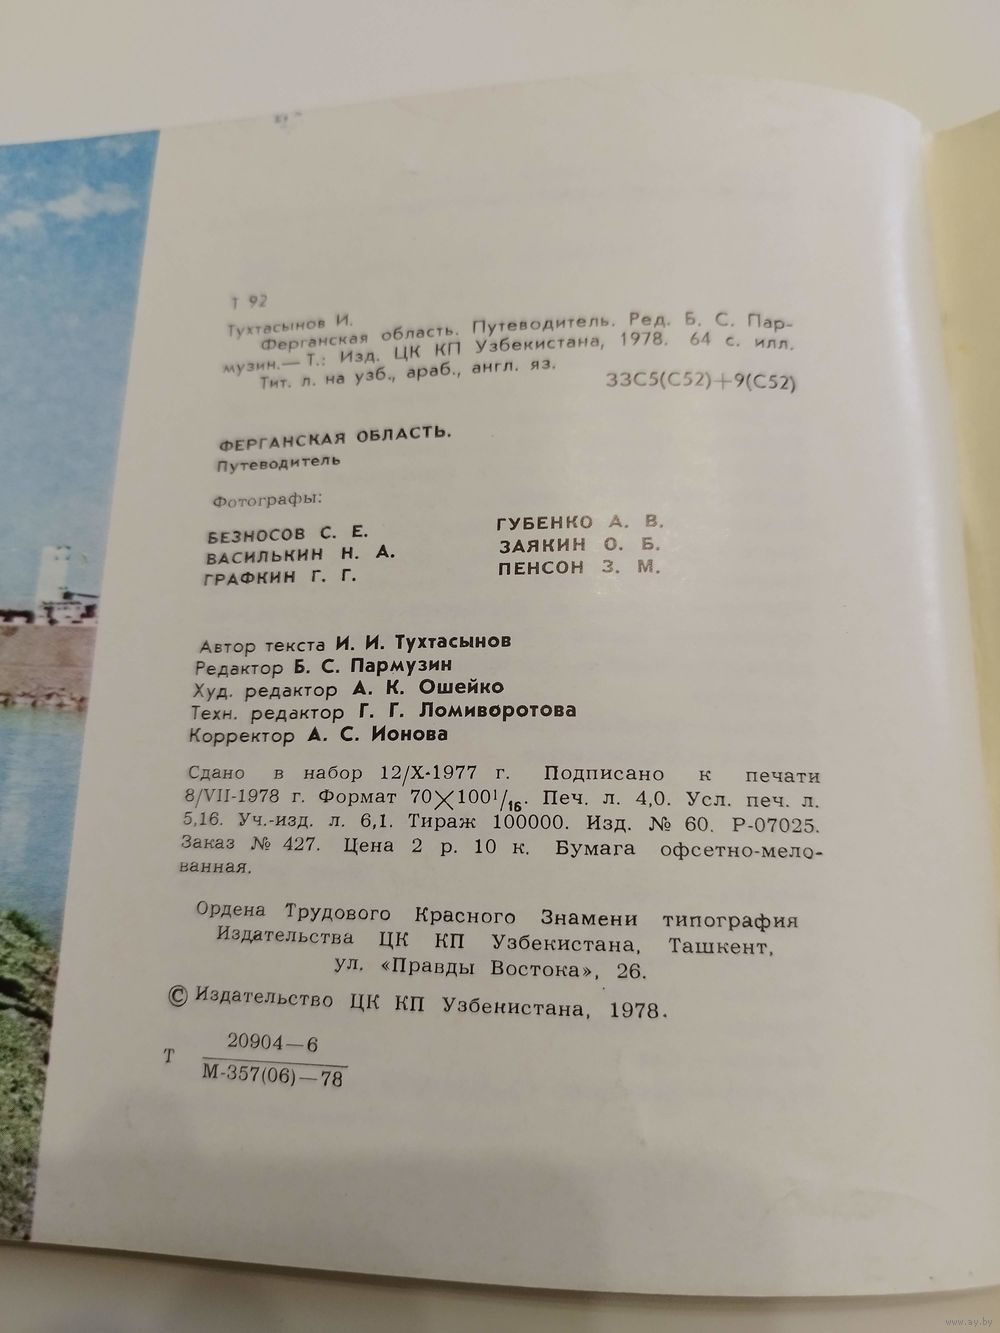 Т 92
Тухтасынов И.
Ферганская область. Путеводитель. Ред. Б. С. Пар-
музин.— Т.: Изд. ЦК КП Узбекистана, 1978. 64 с. илл.
Тит. л. на узб., араб., англ. яз.
33С5(С52)+9(С52)
ФЕРГАНСКАЯ ОБЛАСТЬ.
Путеводитель
Фотографы:
БЕЗНОСОВ С. Е.
ВАСИЛЬКИН Н. А.
ГРАФКИН Г. Г.
ГУБЕНКО А. В.
ЗАЯКИН О. Б.
ПЕНСОН З. М.
Автор текста И. И. Тухтасынов
Редактор Б. С. Пармузин
Худ. редактор А. К. Ошейко
Техн. редактор Г. Г. Ломиворотова
Корректор А. С. Ионова
Сдано в набор 12/X-1977 г. Подписано к печати
8/VII-1978 г. Формат 70×100¹/₁₆. Печ. л. 4,0. Усл. печ. л.
5,16. Уч.-изд. л. 6,1. Тираж 100000. Изд. № 60. Р-07025.
Заказ № 427. Цена 2 р. 10 к. Бумага офсетно-мело-
ванная.
Ордена Трудового Красного Знамени типография
Издательства ЦК КП Узбекистана, Ташкент,
ул. «Правды Востока», 26.
© Издательство ЦК КП Узбекистана, 1978.
Т 20904—6
М-357(06)—78
www.ay.by